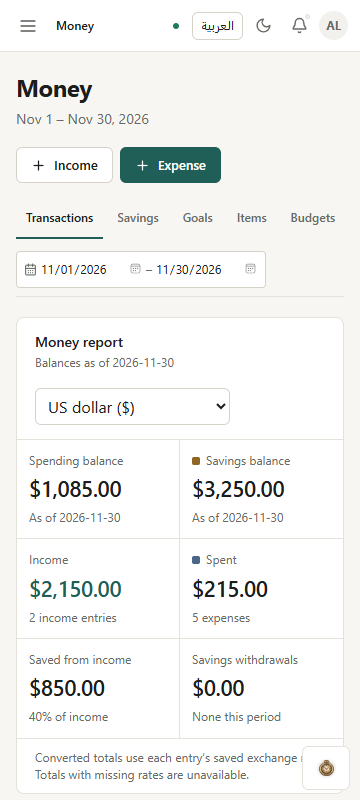 Money
العربية
AL
Money
Nov 1 – Nov 30, 2026
+ Income
+ Expense
Transactions
Savings
Goals
Items
Budgets
11/01/2026 – 11/30/2026
Money report
Balances as of 2026-11-30
US dollar ($)
Spending balance
$1,085.00
As of 2026-11-30
Savings balance
$3,250.00
As of 2026-11-30
Income
$2,150.00
2 income entries
Spent
$215.00
5 expenses
Saved from income
$850.00
40% of income
Savings withdrawals
$0.00
None this period
Converted totals use each entry's saved exchange
Totals with missing rates are unavailable.